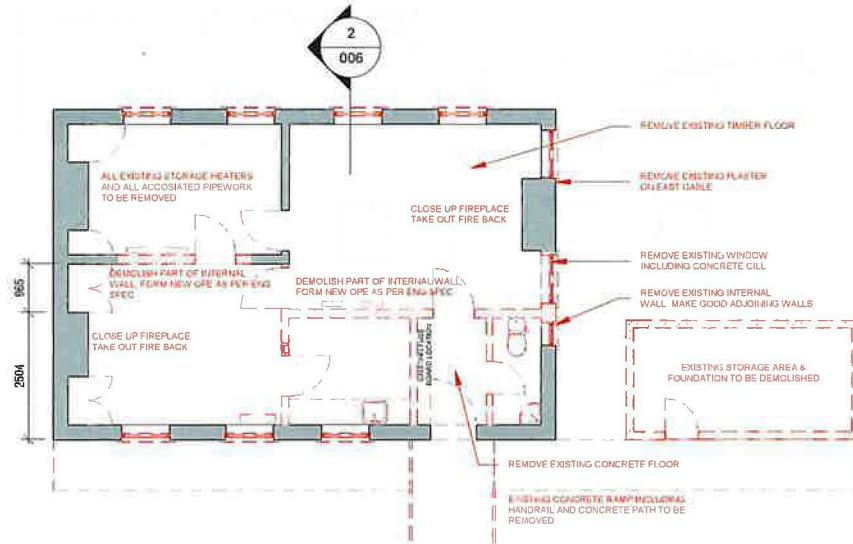 2
006
REMOVE EXISTING TIMBER FLOOR
ALL EXISTING STORAGE HEATERS
AND ALL ACCOSIATED PIPEWORK
TO BE REMOVED
REMOVE EXISTING PLASTER
ON EAST GABLE
CLOSE UP FIREPLACE
TAKE OUT FIRE BACK
REMOVE EXISTING WINDOW
INCLUDING CONCRETE CILL
DEMOLISH PART OF INTERNAL
WALL, FORM NEW OPE AS PER ENG
SPEC
DEMOLISH PART OF INTERNAL WALL
FORM NEW OPE AS PER ENG SPEC
REMOVE EXISTING INTERNAL
WALL MAKE GOOD ADJOINING WALLS
965
CLOSE UP FIREPLACE
TAKE OUT FIRE BACK
BOARD LOCATION
2504
EXISTING STORAGE AREA &
FOUNDATION TO BE DEMOLISHED
REMOVE EXISTING CONCRETE FLOOR
EXISTING CONCRETE RAMP INCLUDING
HANDRAIL AND CONCRETE PATH TO BE
REMOVED